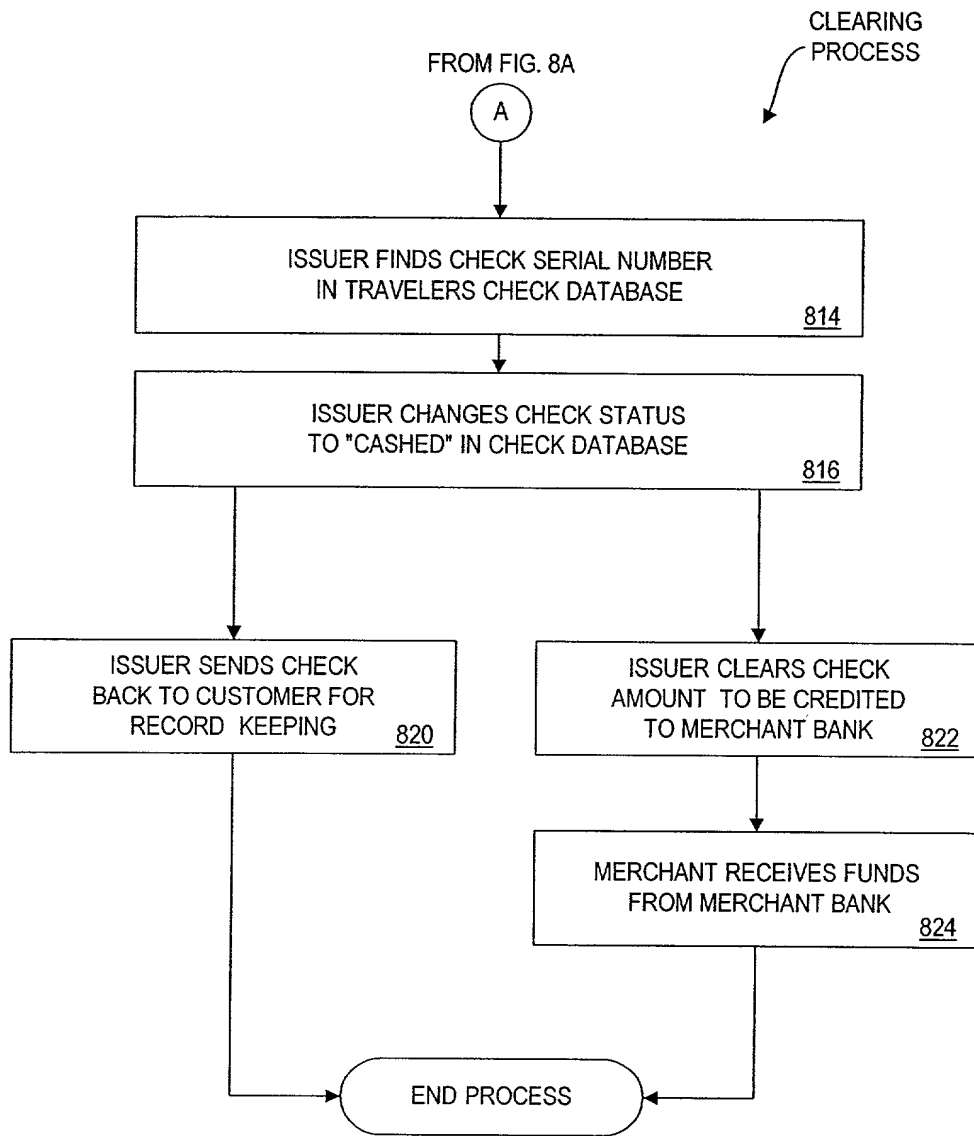 CLEARING
PROCESS
FROM FIG. 8A
A
ISSUER FINDS CHECK SERIAL NUMBER
IN TRAVELERS CHECK DATABASE
814
ISSUER CHANGES CHECK STATUS
TO "CASHED" IN CHECK DATABASE
816
ISSUER SENDS CHECK
BACK TO CUSTOMER FOR
RECORD KEEPING
820
ISSUER CLEARS CHECK
AMOUNT TO BE CREDITED
TO MERCHANT BANK
822
MERCHANT RECEIVES FUNDS
FROM MERCHANT BANK
824
END PROCESS